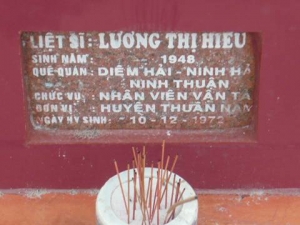 LIỆT SĨ : LƯƠNG THỊ HIẾU
SINH NĂM : 1948
QUÊ QUÁN : DIÊM HẢI - NINH HẢ
NINH THUẬN
CHỨC VỤ : NHÂN VIÊN VẬN TẢ
ĐƠN VỊ : HUYỆN THUẬN NAM
NGÀY HY SINH : 10 - 12 - 1972